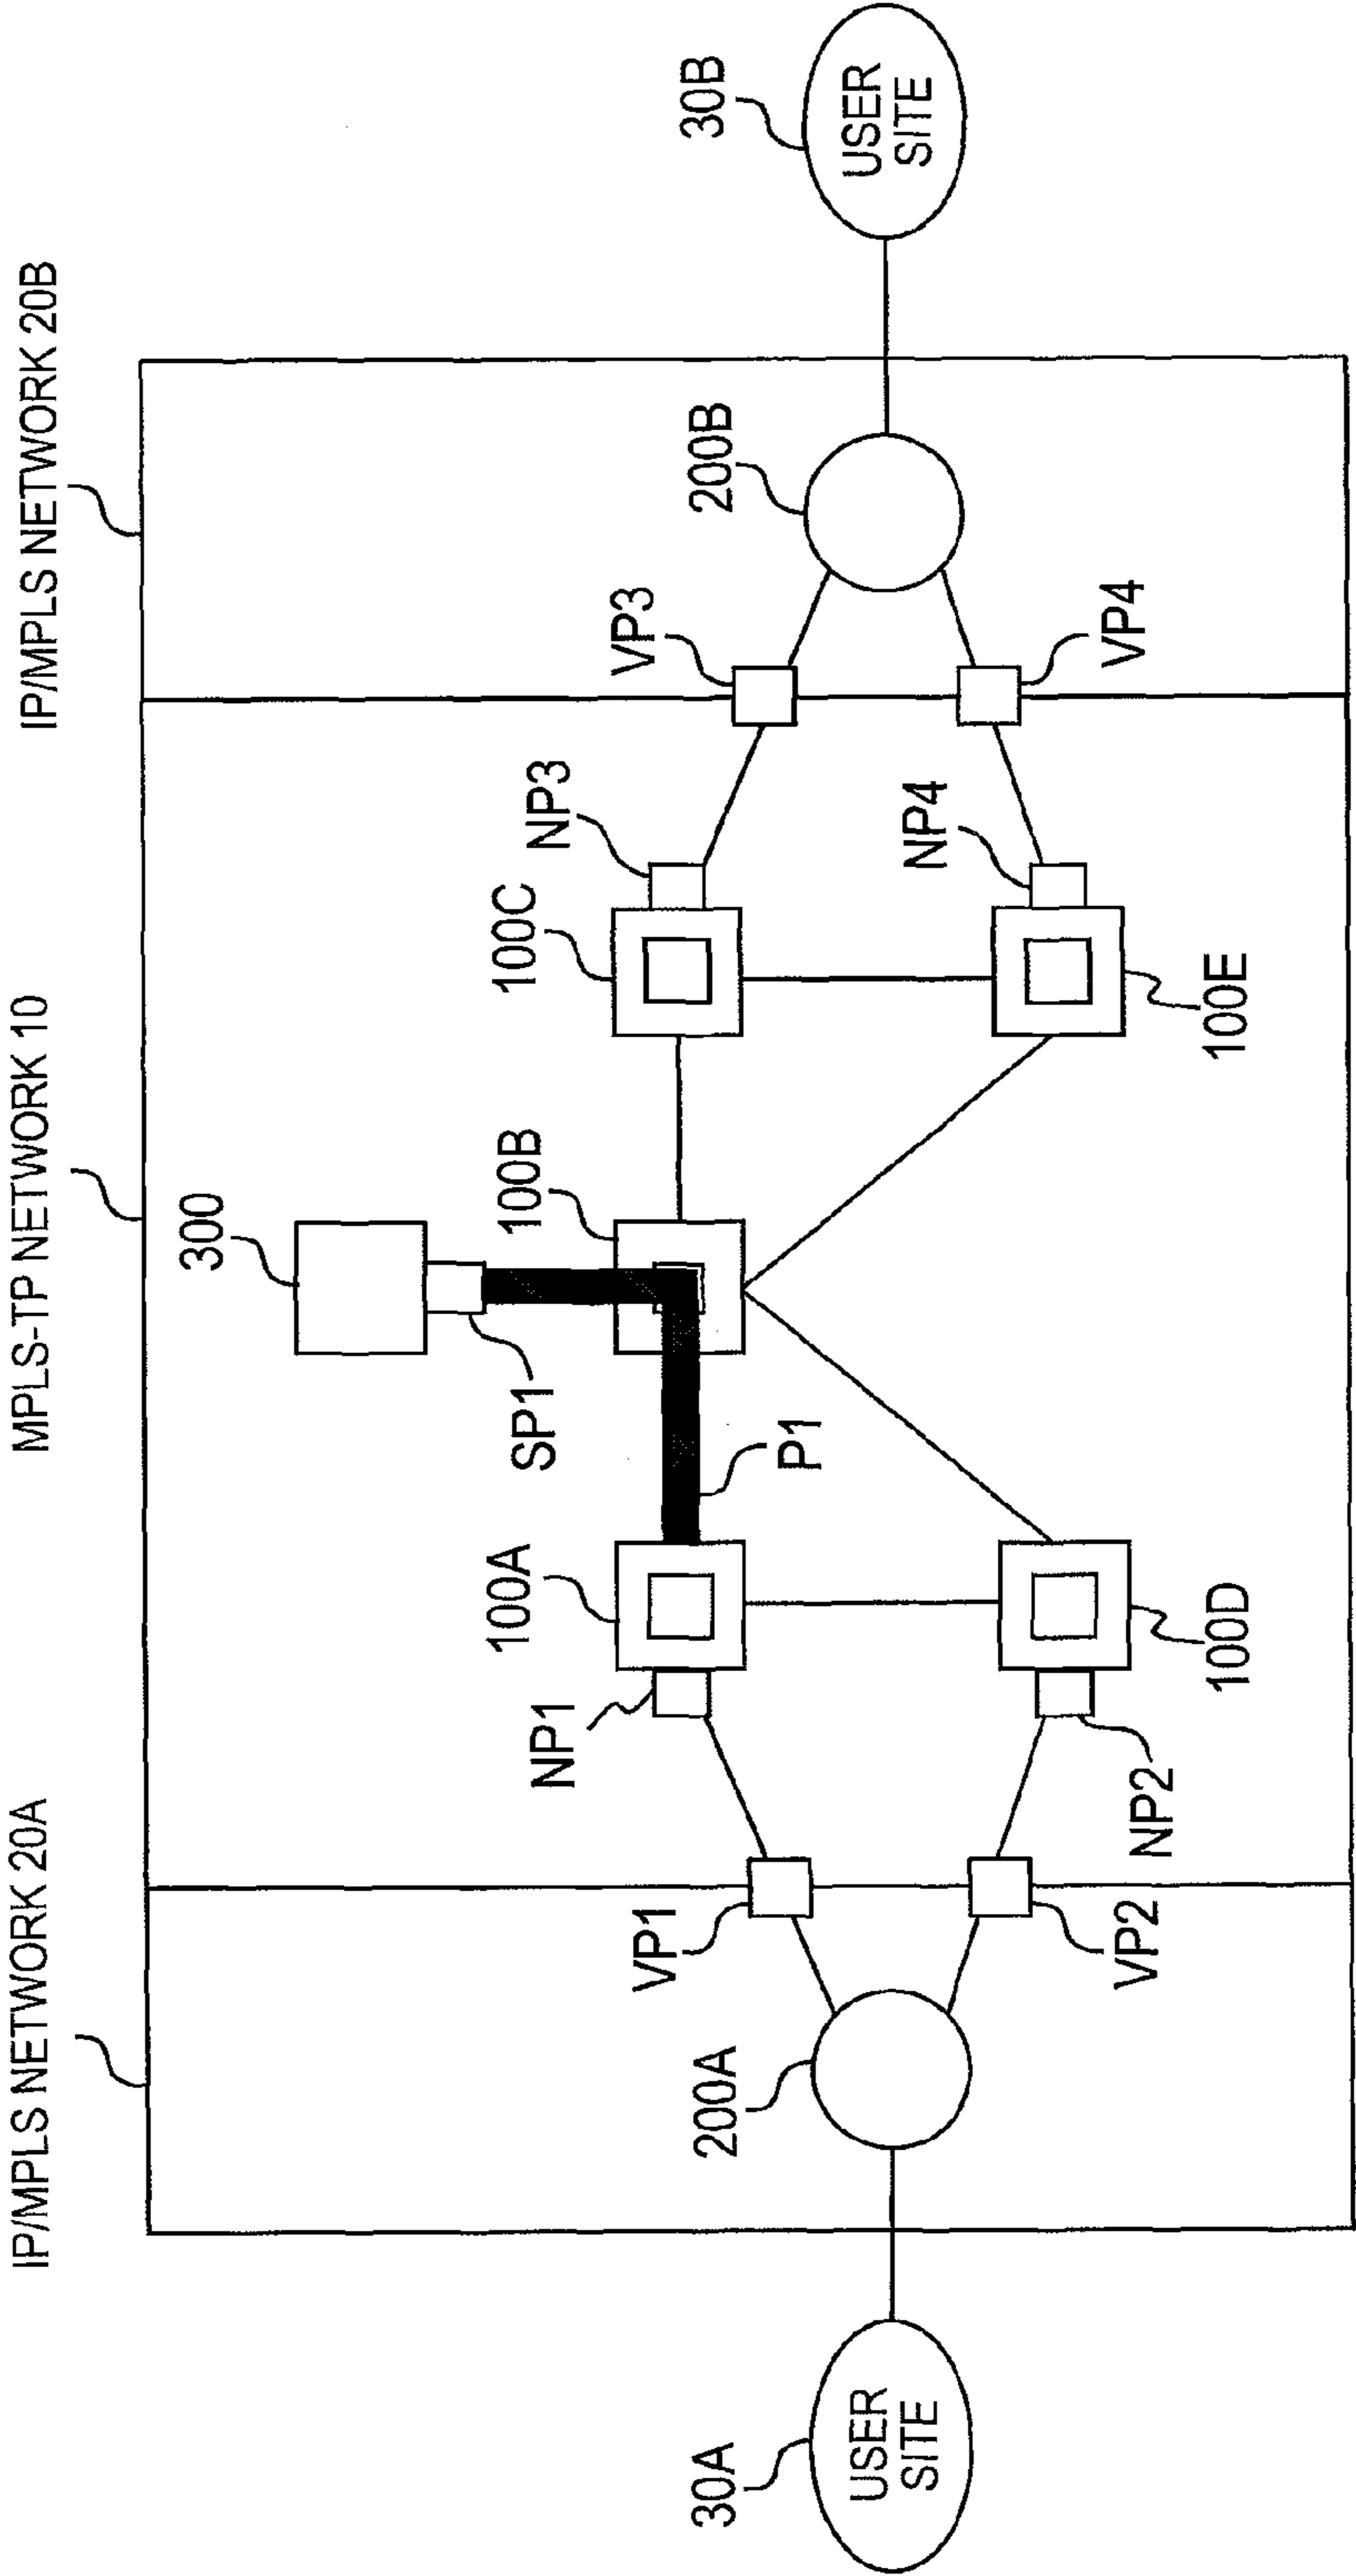 IP/MPLS NETWORK 20A
MPLS-TP NETWORK 10
IP/MPLS NETWORK 20B
300
SP1
100A
100B
100C
NP1
NP3
P1
VP1
VP3
30A
USER
SITE
200A
200B
30B
USER
SITE
VP2
VP4
NP2
NP4
100D
100E